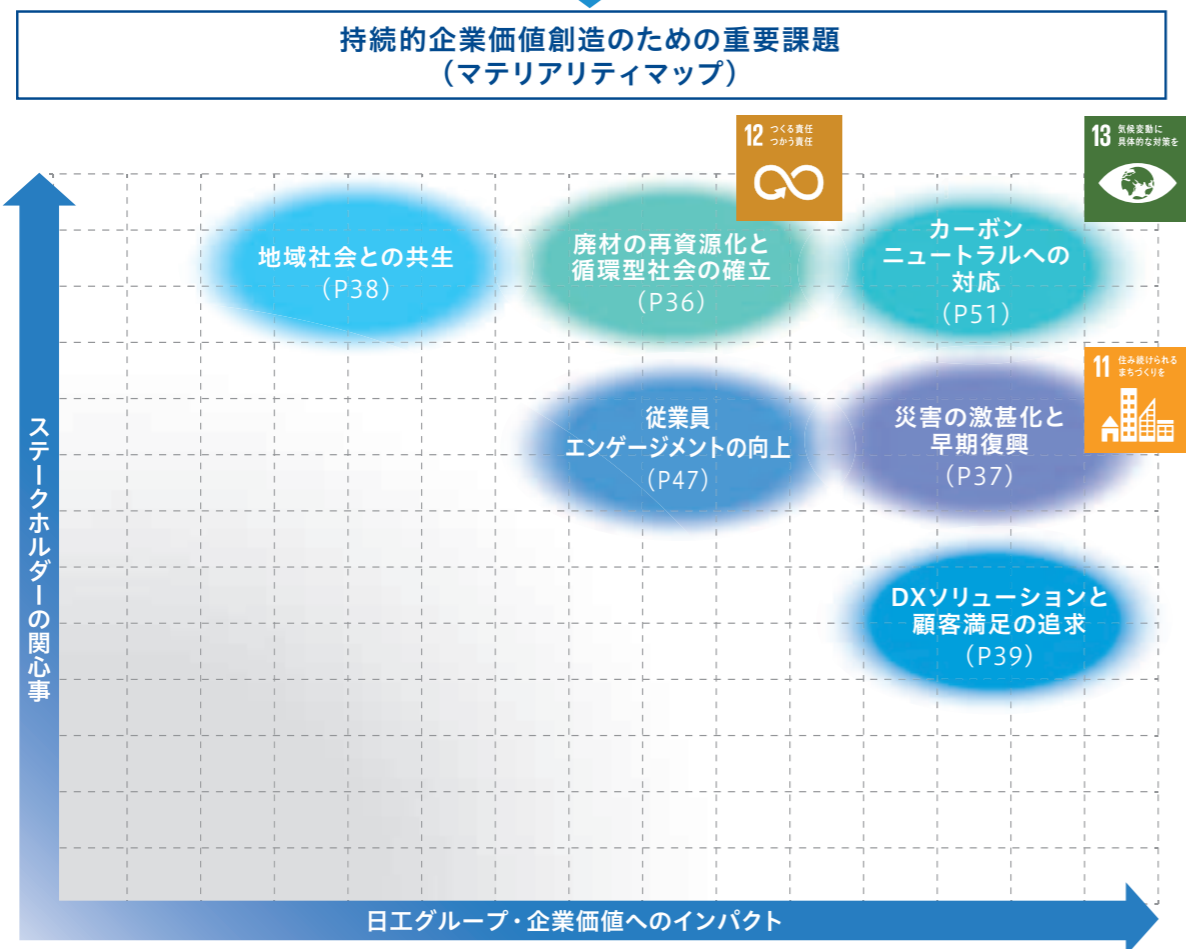 持続的企業価値創造のための重要課題
（マテリアリティマップ）
12 つくる責任
つかう責任
13 気候変動に
具体的な対策を
地域社会との共生
（P38）
廃材の再資源化と
循環型社会の確立
（P36）
カーボン
ニュートラルへの
対応
（P51）
11 住み続けられる
まちづくりを
従業員
エンゲージメントの向上
（P47）
災害の激甚化と
早期復興
（P37）
DXソリューションと
顧客満足の追求
（P39）
ステークホルダーの関心事
日工グループ・企業価値へのインパクト